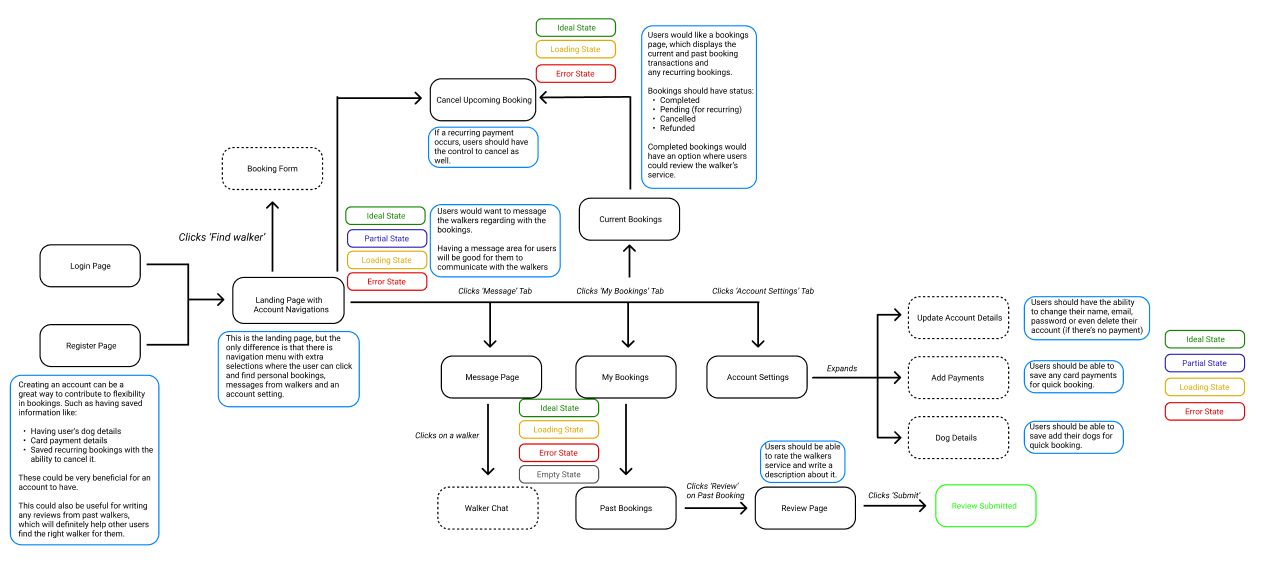 Ideal State
Loading State
Error State
Cancel Upcoming Booking
If a recurring payment
occurs, users should have
the control to cancel as
well.
Users would like a bookings
page, which displays the
current and past booking
transactions and
any recurring bookings.
Bookings should have status:
• Completed
• Pending (for recurring)
• Cancelled
• Refunded
Completed bookings would
have an option where users
could review the walker's
service.
Booking Form
Clicks 'Find walker'
Ideal State
Partial State
Loading State
Error State
Users would want to message
the walkers regarding with the
bookings.
Having a message area for users
will be good for them to
communicate with the walkers
Current Bookings
Login Page
Register Page
Landing Page with
Account Navigations
This is the landing page, but the
only difference is that there is
navigation menu with extra
selections where the user can click
and find personal bookings,
messages from walkers and an
account setting.
Creating an account can be a
great way to contribute to flexibility
in bookings. Such as having saved
information like:
• Having user's dog details
• Card payment details
• Saved recurring bookings with the
ability to cancel it.
These could be very beneficial for an
account to have.
This could also be useful for writing
any reviews from past walkers,
which will definitely help other users
find the right walker for them.
Clicks 'Message' Tab
Clicks 'My Bookings' Tab
Clicks 'Account Settings' Tab
Message Page
My Bookings
Account Settings
Expands
Update Account Details
Users should have the ability
to change their name, email,
password or even delete their
account (if there's no payment)
Add Payments
Users should be able to
save any card payments
for quick booking.
Dog Details
Users should be able to
save add their dogs for
quick booking.
Ideal State
Partial State
Loading State
Error State
Ideal State
Loading State
Error State
Empty State
Clicks on a walker
Walker Chat
Past Bookings
Clicks 'Review'
on Past Booking
Users should be able
to rate the walkers
service and write a
description about it.
Review Page
Clicks 'Submit'
Review Submitted